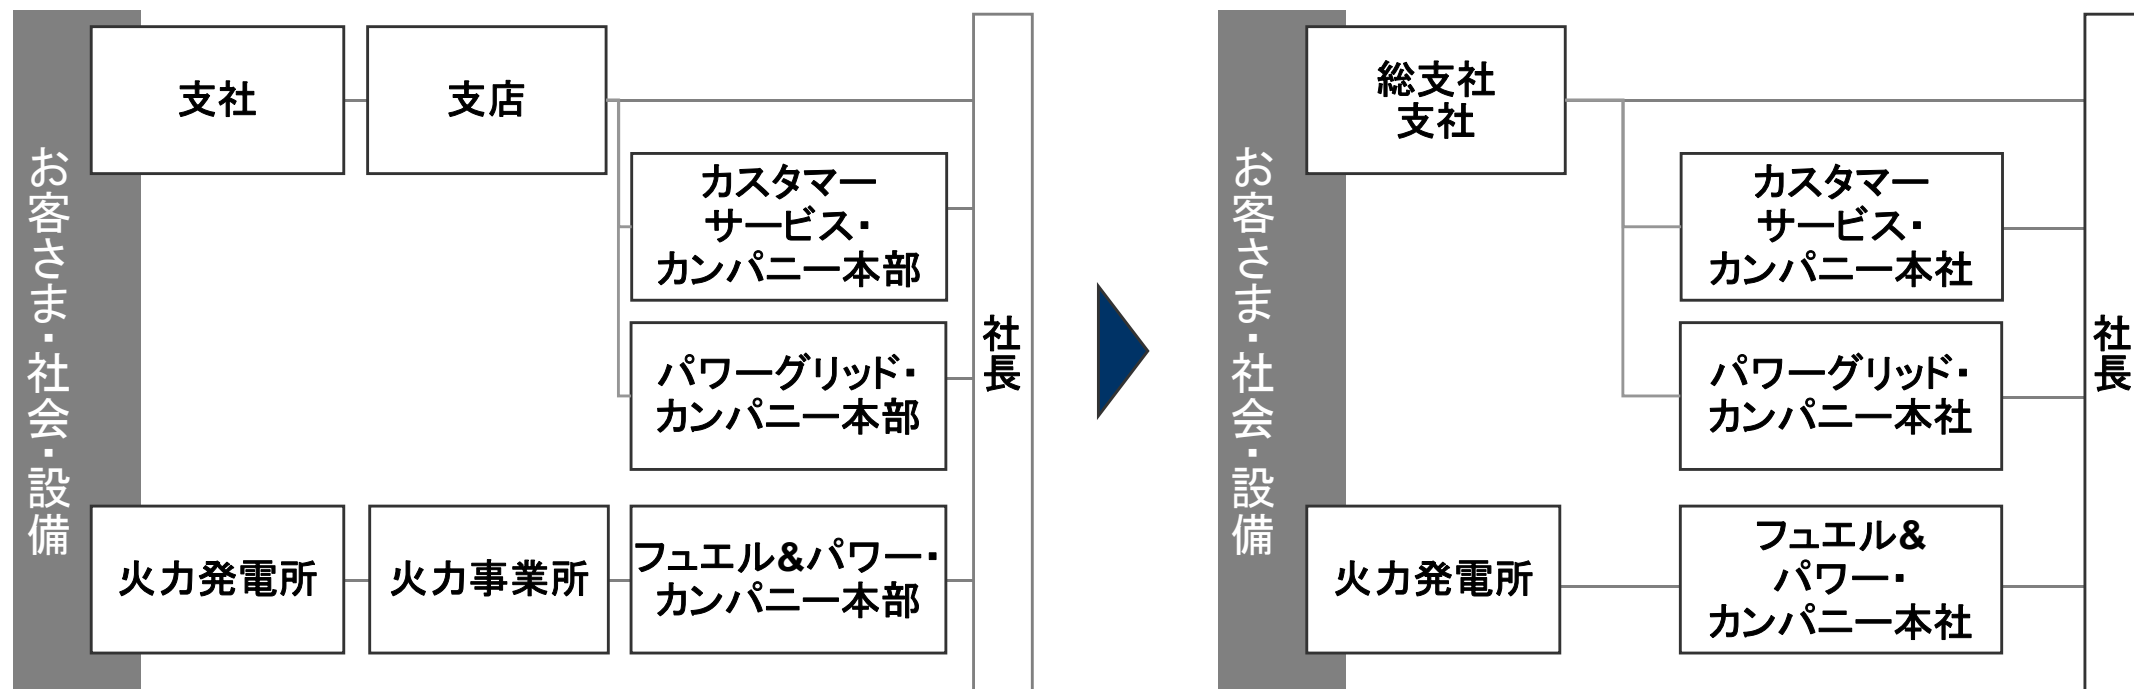 お客さま・社会・設備
支社
支店
カスタマー
サービス・
カンパニー本部
パワーグリッド・
カンパニー本部
火力発電所
火力事業所
フュエル&パワー・
カンパニー本部
社長
お客さま・社会・設備
総支社
支社
カスタマー
サービス・
カンパニー本社
パワーグリッド・
カンパニー本社
火力発電所
フュエル&
パワー・
カンパニー本社
社長